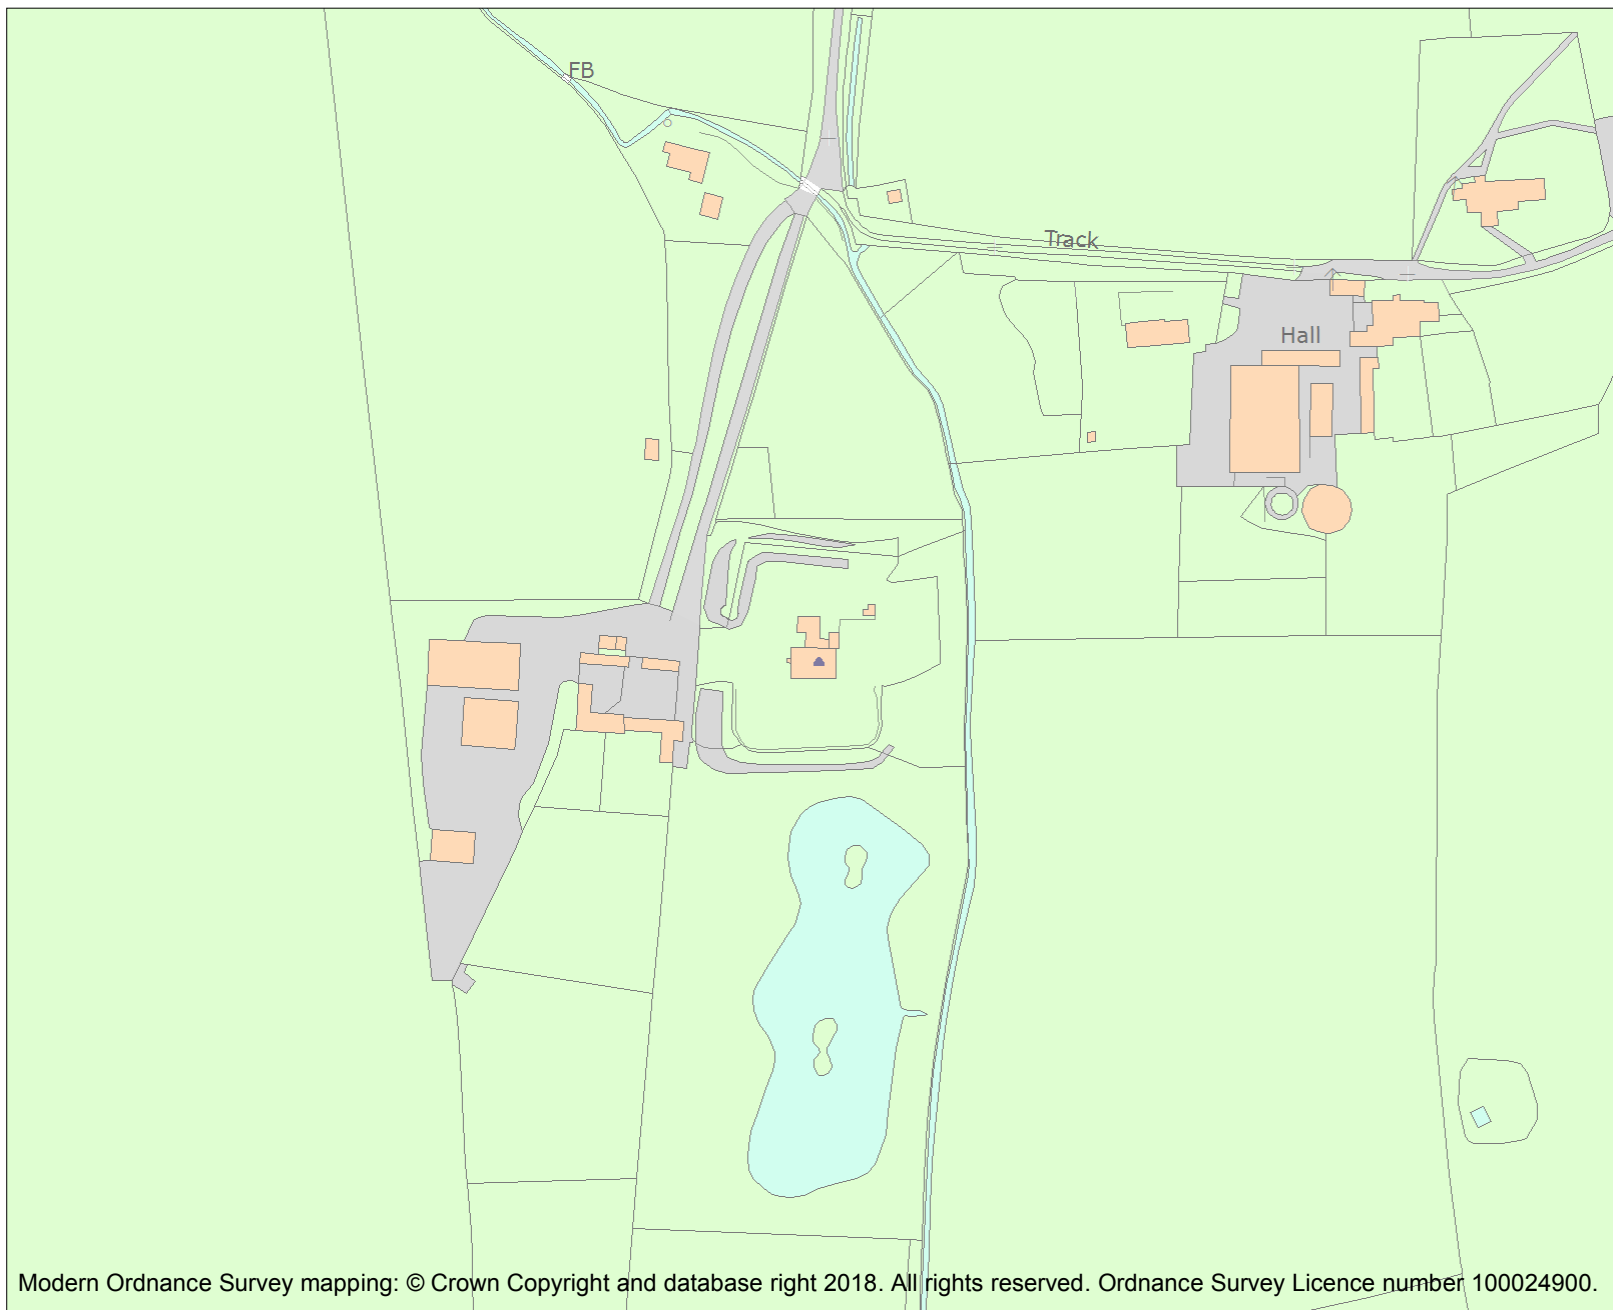 FB
Track
Hall
Modern Ordnance Survey mapping: © Crown Copyright and database right 2018. All rights reserved. Ordnance Survey Licence number 100024900.